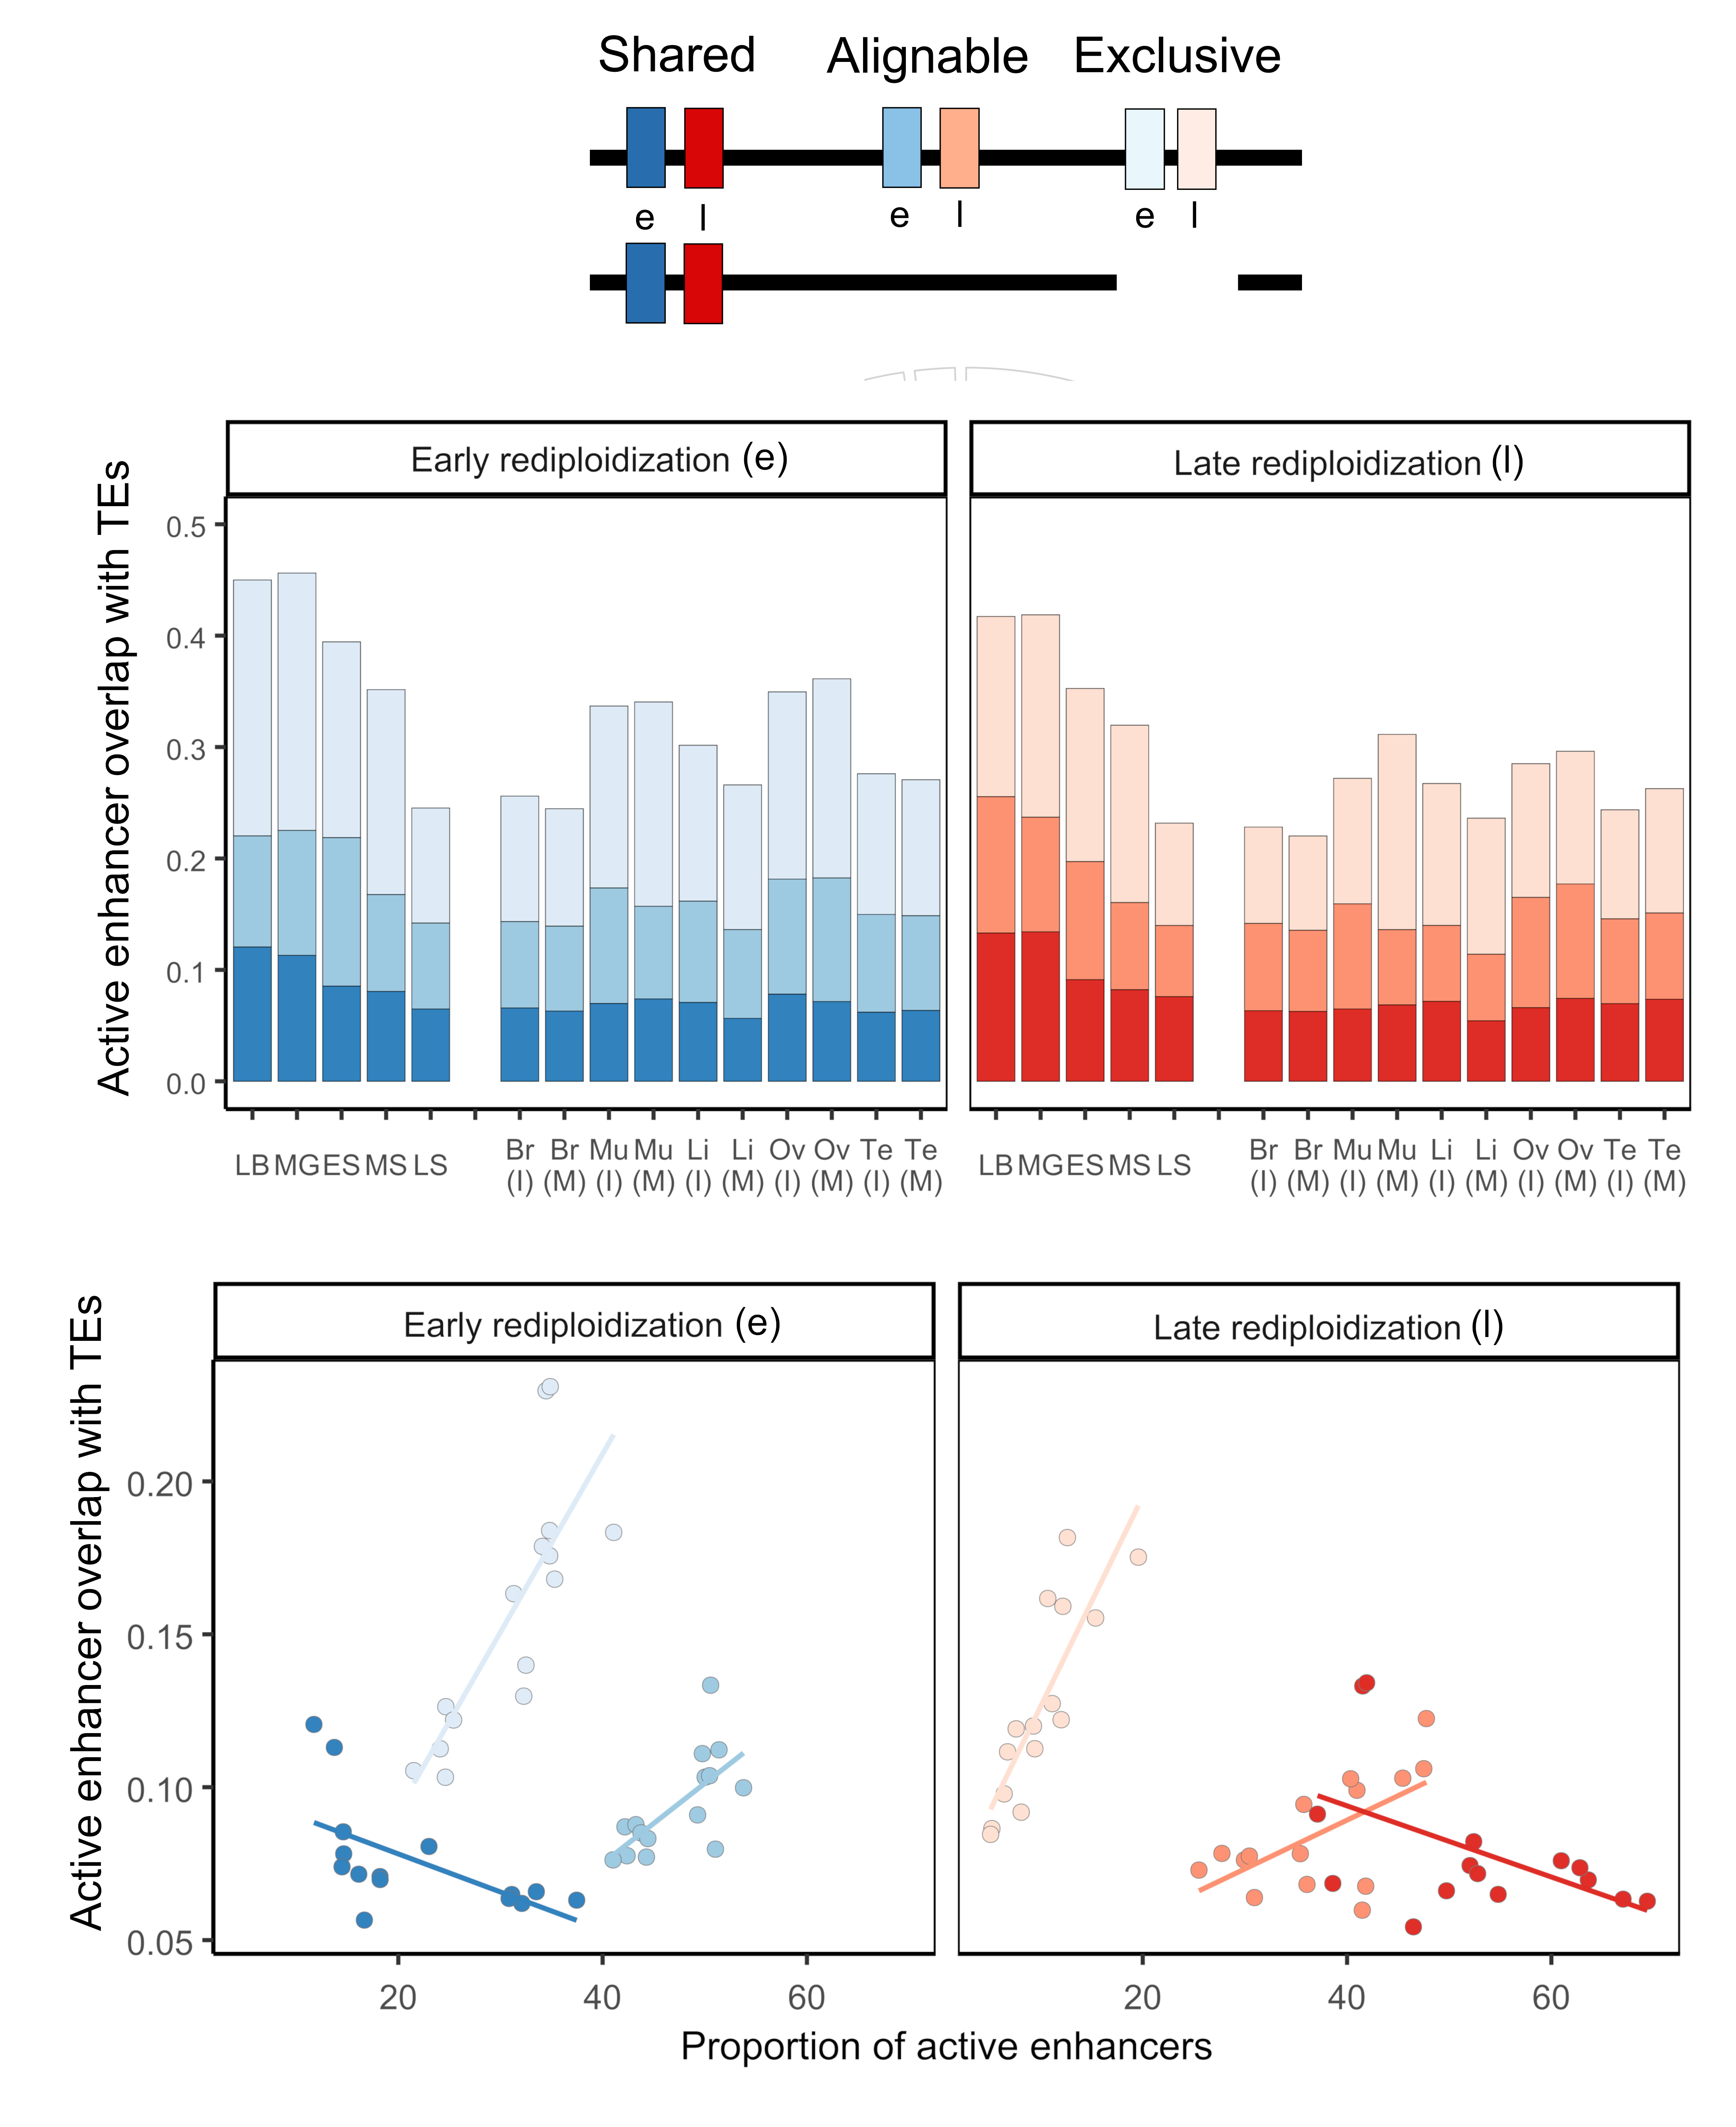 Shared Alignable Exclusive
e l e l e l
Early rediploidization (e) Late rediploidization (l)
Active enhancer overlap with TEs
0.5
0.4
0.3
0.2
0.1
0.0
LB MG ES MS LS Br Br Mu Mu Li Li Ov Ov Te Te LB MG ES MS LS Br Br Mu Mu Li Li Ov Ov Te Te
(I) (M) (I) (M) (I) (M) (I) (M) (I) (M) (I) (M) (I) (M) (I) (M) (I) (M) (I) (M)
Early rediploidization (e) Late rediploidization (l)
Active enhancer overlap with TEs
0.20
0.15
0.10
0.05
20 40 60 20 40 60
Proportion of active enhancers